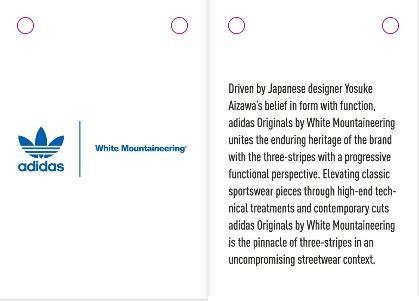 adidas
White Mountaineering®
Driven by Japanese designer Yosuke
Aizawa's belief in form with function,
adidas Originals by White Mountaineering
unites the enduring heritage of the brand
with the three-stripes with a progressive
functional perspective. Elevating classic
sportswear pieces through high-end tech-
nical treatments and contemporary cuts
adidas Originals by White Mountaineering
is the pinnacle of three-stripes in an
uncompromising streetwear context.